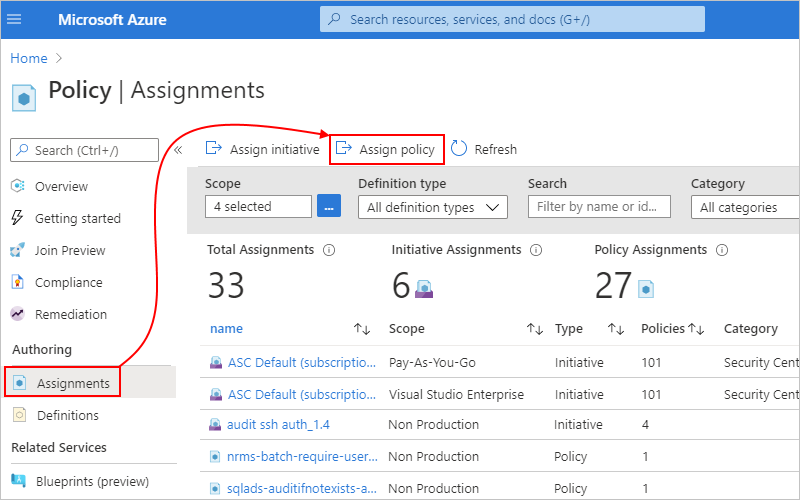 Microsoft Azure
Search resources, services, and docs (G+/)
Home >
Policy | Assignments
Search (Ctrl+/)
«
Assign initiative
Assign policy
Refresh
Overview
Getting started
Join Preview
Compliance
Remediation
Authoring
Assignments
Definitions
Related Services
Blueprints (preview)
Scope
Definition type
Search
Category
4 selected
...
All definition types
Filter by name or id...
All categories
Total Assignments
Initiative Assignments
Policy Assignments
33
6
27
name Scope Type Policies Category
ASC Default (subscriptio... Pay-As-You-Go Initiative 101 Security Cent
ASC Default (subscriptio... Visual Studio Enterprise Initiative 101 Security Cent
audit ssh auth_1.4 Non Production Initiative 4
nrms-batch-require-user... Non Production Policy 1
sqlads-auditifnotexists-a... Non Production Policy 1